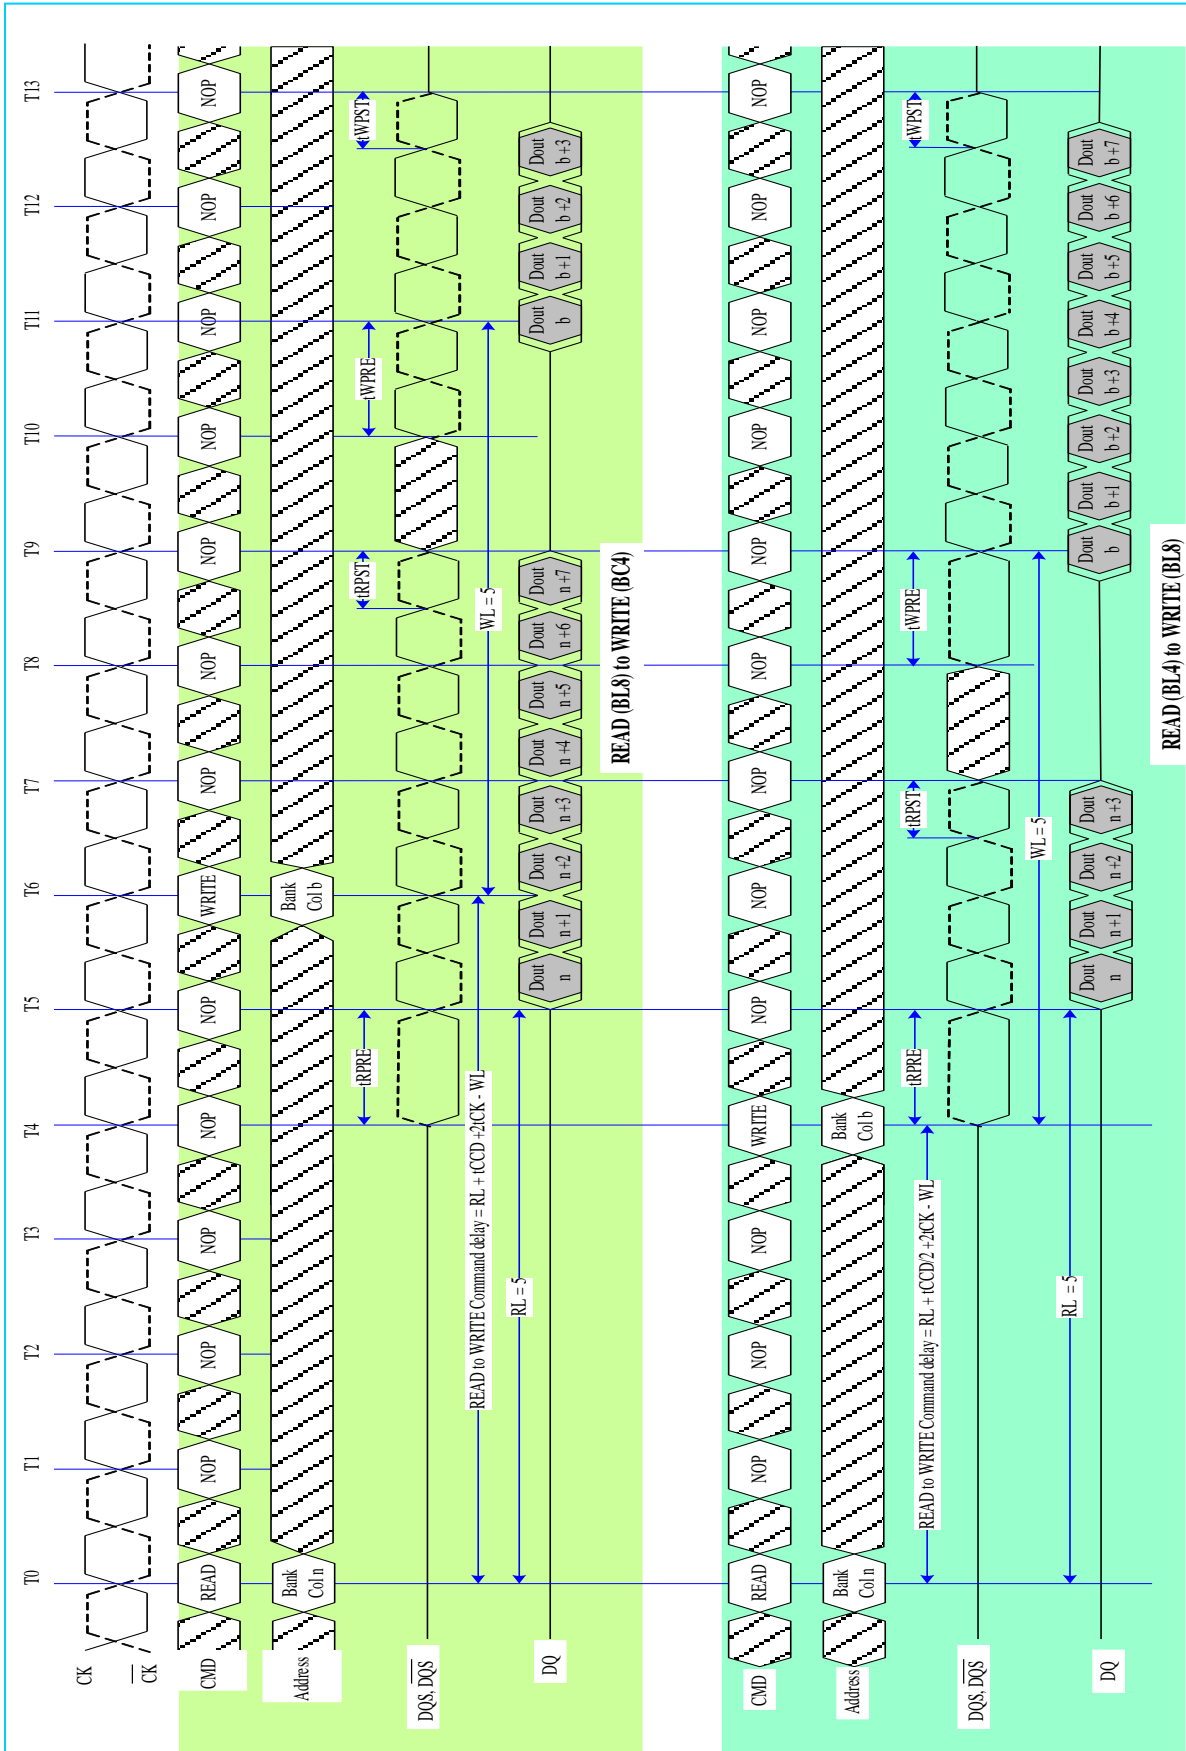 T0 T1 T2 T3 T4 T5 T6 T7 T8 T9 T10 T11 T12 T13
CK
CK
CMD
READ NOP NOP NOP NOP NOP WRITE NOP NOP NOP NOP NOP NOP NOP
Address
Bank
Col n
Bank
Col b
tRPRE
tRPST
tWPRE
tWPST
DQS, DQS
READ to WRITE Command delay = RL + tCCD +2tCK - WL
WL = 5
RL = 5
DQ
Dout
n
Dout
n+1
Dout
n+2
Dout
n+3
Dout
n+4
Dout
n+5
Dout
n+6
Dout
n+7
Dout
b
Dout
b+1
Dout
b+2
Dout
b+3
READ (BL8) to WRITE (BC4)
CMD
READ NOP NOP NOP WRITE NOP NOP NOP NOP NOP NOP NOP NOP NOP
Address
Bank
Col n
Bank
Col b
READ to WRITE Command delay = RL + tCCD/2 +2tCK - WL
tRPRE
tRPST
tWPRE
tWPST
DQS, DQS
WL = 5
RL = 5
DQ
Dout
n
Dout
n+1
Dout
n+2
Dout
n+3
Dout
b
Dout
b+1
Dout
b+2
Dout
b+3
Dout
b+4
Dout
b+5
Dout
b+6
Dout
b+7
READ (BL4) to WRITE (BL8)